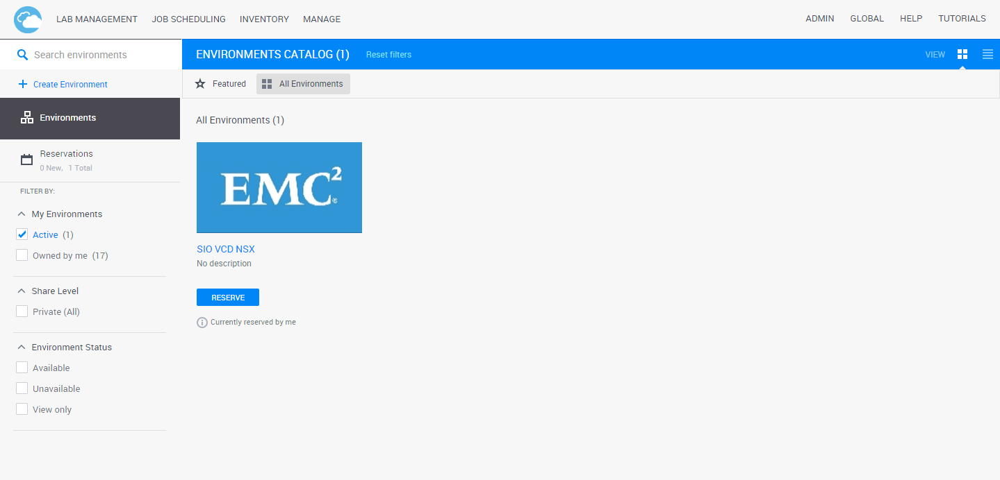 LAB MANAGEMENT JOB SCHEDULING INVENTORY MANAGE ADMIN GLOBAL HELP TUTORIALS
Search environments
Create Environment
Environments
Reservations
0 New, 1 Total
FILTER BY:
My Environments
Active (1)
Owned by me (17)
Share Level
Private (All)
Environment Status
Available
Unavailable
View only
ENVIRONMENTS CATALOG (1) Reset filters VIEW
Featured All Environments
All Environments (1)
EMC²®
SIO VCD NSX
No description
RESERVE
Currently reserved by me